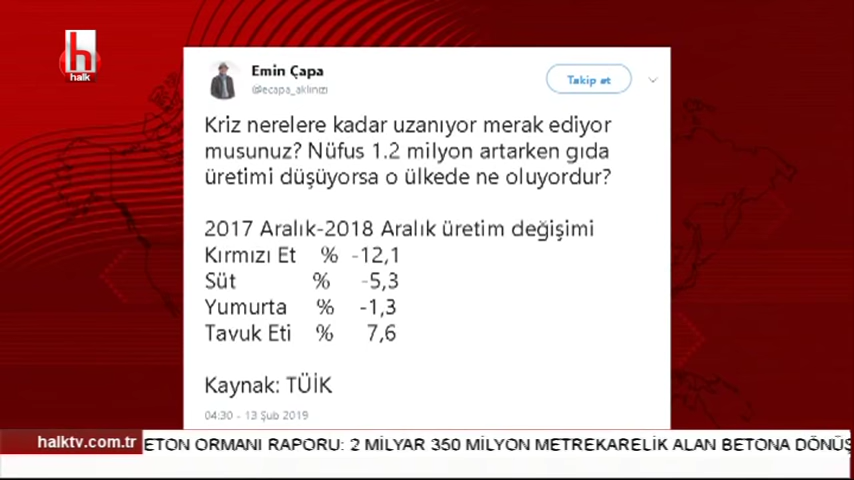 h
halk
Emin Çapa
@ecapa_aklinizi
Takip et
Kriz nerelere kadar uzanıyor merak ediyor
musunuz? Nüfus 1.2 milyon artarken gıda
üretimi düşüyorsa o ülkede ne oluyordur?
2017 Aralık-2018 Aralık üretim değişimi
Kırmızı Et % -12,1
Süt % -5,3
Yumurta % -1,3
Tavuk Eti % 7,6
Kaynak: TÜİK
04:30 - 13 Şub 2019
halktv.com.tr
ETON ORMANI RAPORU: 2 MİLYAR 350 MİLYON METREKARELİK ALAN BETONA DÖNÜŞ